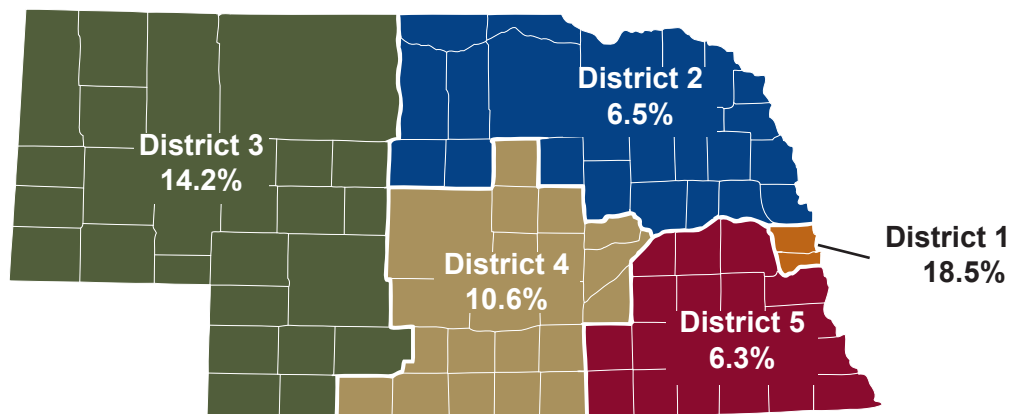 District 2
6.5%
District 3
14.2%
District 1
18.5%
District 4
10.6%
District 5
6.3%